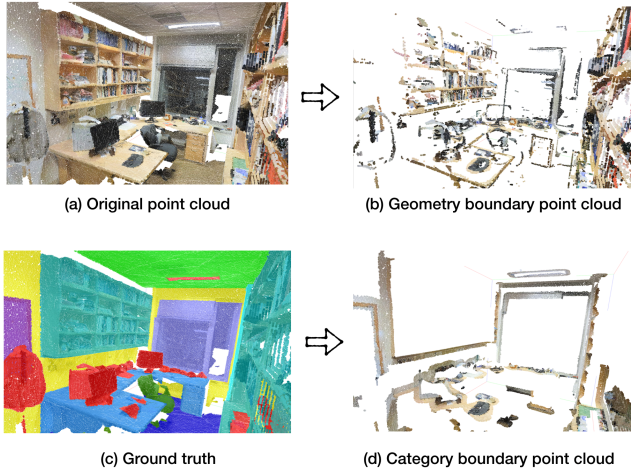 (a) Original point cloud
(b) Geometry boundary point cloud
(c) Ground truth
(d) Category boundary point cloud